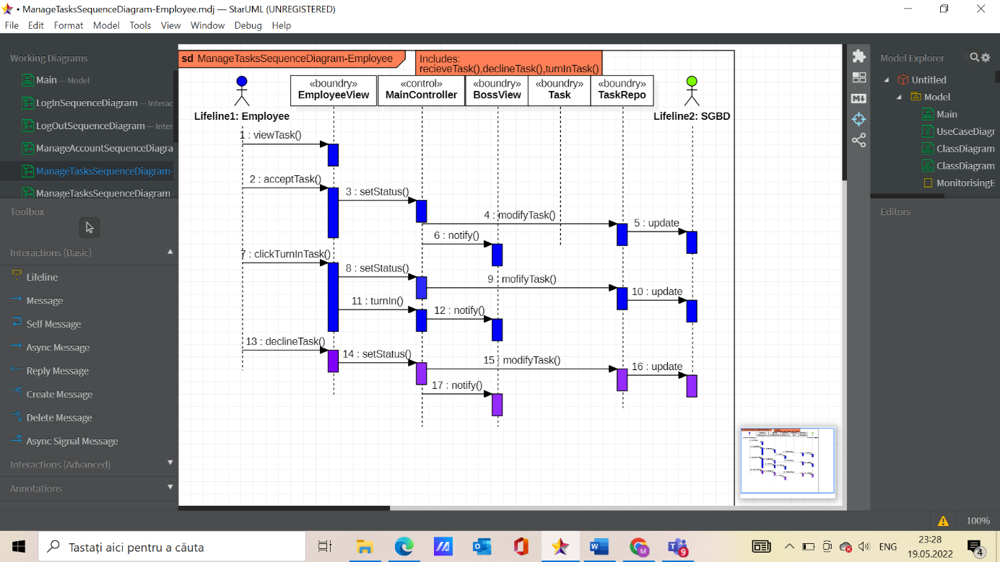 • ManageTasksSequenceDiagram-Employee.mdj — StarUML (UNREGISTERED)
File Edit Format Model Tools View Window Debug Help
Working Diagrams
Main — Model
LogInSequenceDiagram — Interac
LogOutSequenceDiagram — Inter
ManageAccountSequenceDiagra
ManageTasksSequenceDiagram-
ManageTasksSequenceDiagram
Toolbox
Interactions (Basic)
Lifeline
Message
Self Message
Async Message
Reply Message
Create Message
Delete Message
Async Signal Message
Interactions (Advanced)
Annotations
sd ManageTasksSequenceDiagram-Employee
Includes:
recieveTask(),declineTask(),turnInTask()
Lifeline1: Employee
«boundry»
EmployeeView
«control»
MainController
«boundry»
BossView
«boundry»
Task
«boundry»
TaskRepo
Lifeline2: SGBD
1 : viewTask()
2 : acceptTask()
3 : setStatus()
4 : modifyTask()
5 : update
6 : notify()
7 : clickTurnInTask()
8 : setStatus()
9 : mofifyTask()
10 : update
11 : turnIn()
12 : notify()
13 : declineTask()
14 : setStatus()
15 : modifyTask()
16 : update
17 : notify()
M↓
Model Explorer
Untitled
Model
Main
UseCaseDiagr
ClassDiagram
ClassDiagram
MonitorisingE
Editors
100%
Tastați aici pentru a căuta
9
ENG
23:28
19.05.2022
4